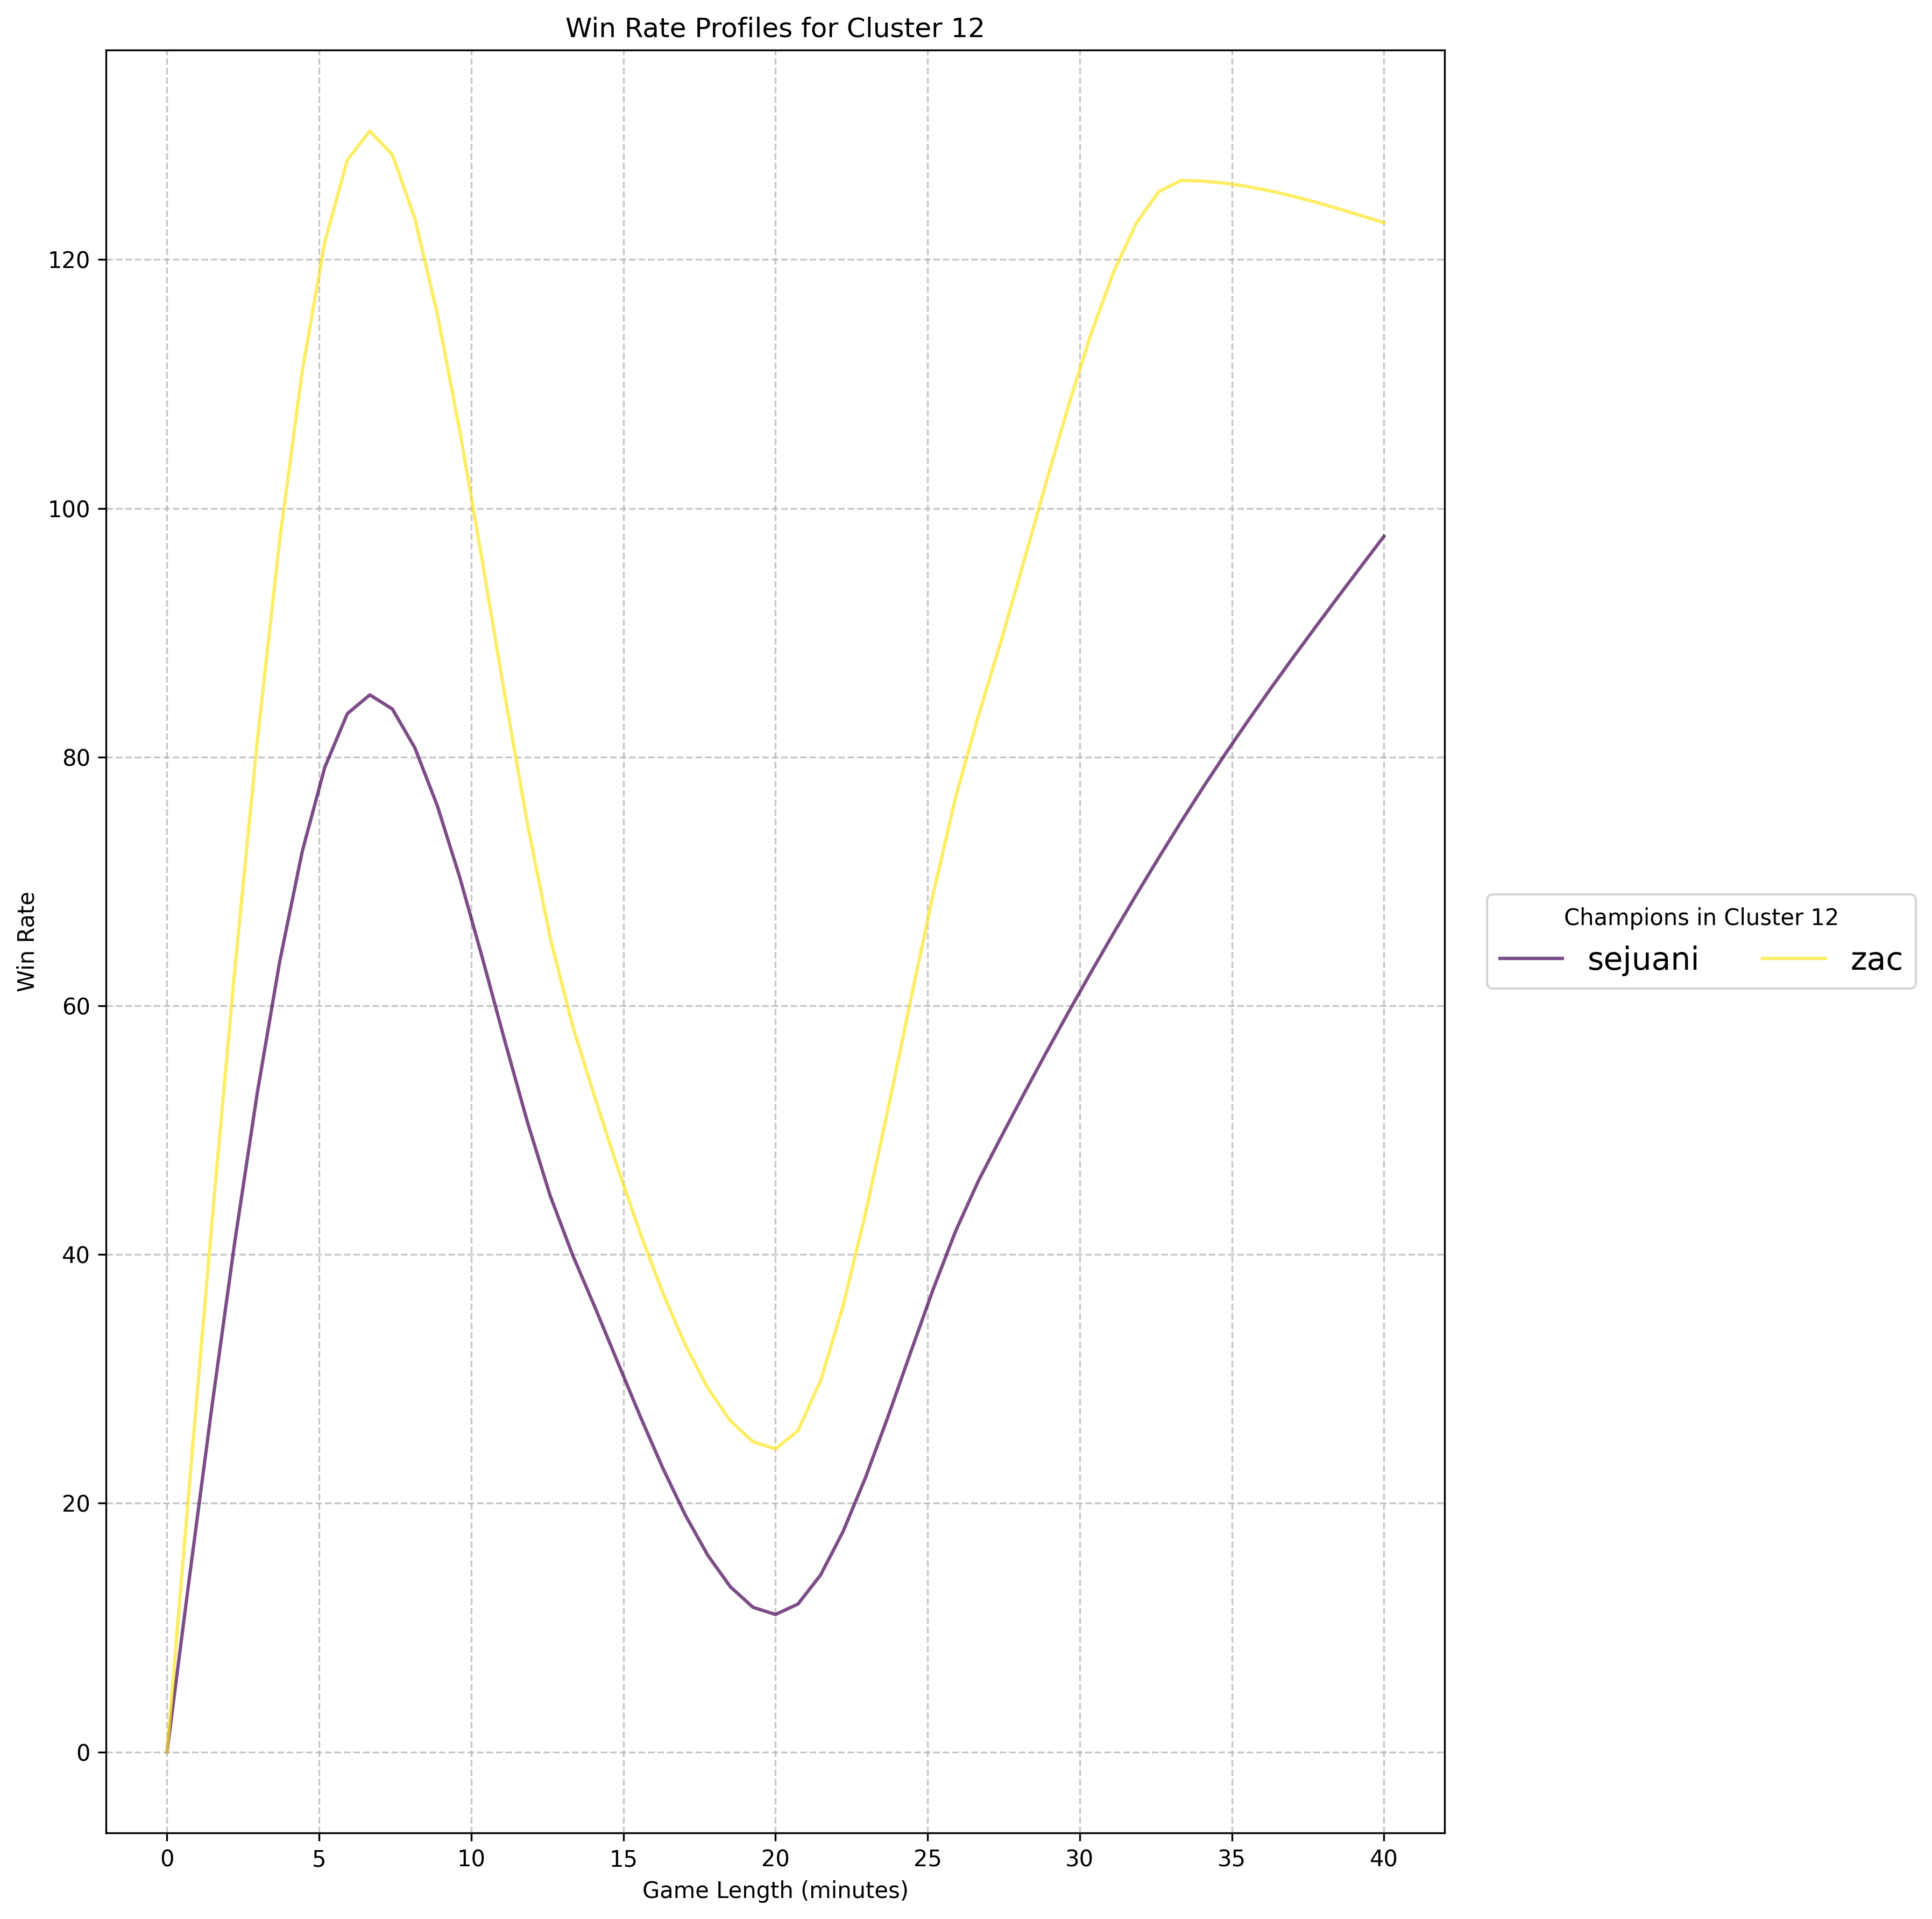 Win Rate Profiles for Cluster 12
120
100
80
60
40
20
0
Win Rate
0 5 10 15 20 25 30 35 40
Game Length (minutes)
Champions in Cluster 12
sejuani zac